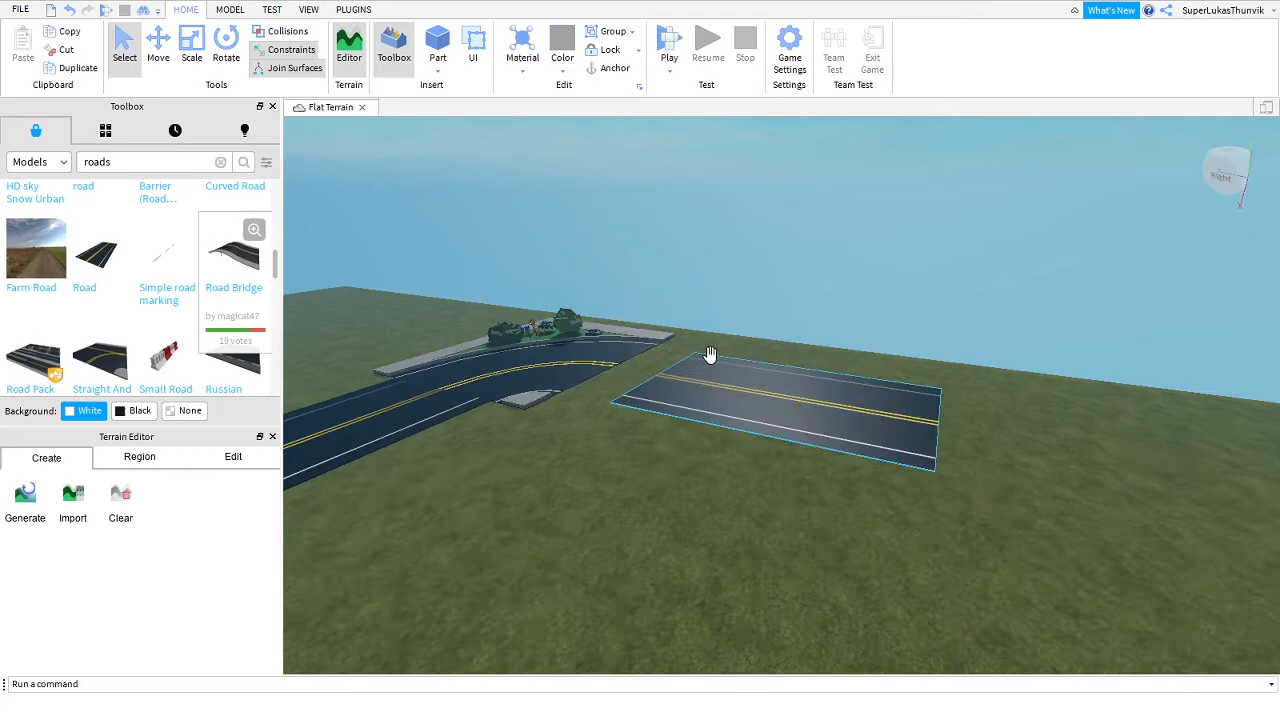 FILE HOME MODEL TEST VIEW PLUGINS What's New SuperLukasThunvik
Copy Collisions Group
Cut Constraints Lock
Duplicate Join Surfaces Anchor
Paste Select Move Scale Rotate Editor Toolbox Part UI Material Color Play Resume Stop Game Settings Team Test Exit Game
Clipboard Tools Terrain Insert Edit Test Settings Team Test
Toolbox
Flat Terrain
Models roads
HD sky Snow Urban
road
Barrier (Road...
Curved Road
Farm Road
Road
Simple road marking
Road Bridge
by magicat47
19 votes
Road Pack
Straight And
Small Road
Russian
Background: White Black None
Terrain Editor
Create Region Edit
Generate Import Clear
Right
X
Run a command